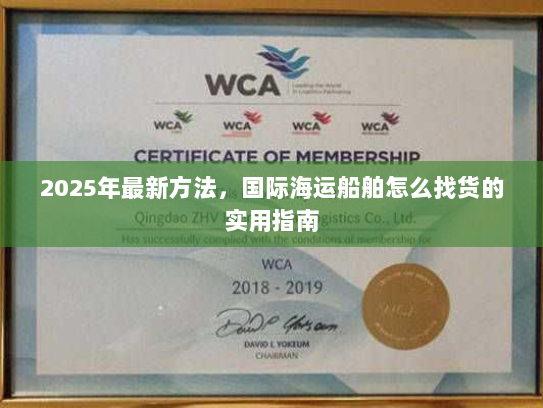 WCA
Leading the World
in Logistics Partnering
WCA
WCA
WCA
WCA
CERTIFICATE OF MEMBERSHIP
2025年最新方法，国际海运船舶怎么找货的
实用指南
Qingdao ZHV Logistics Co., Ltd.
Has successfully complied with the conditions of membership of
WCA
2018 - 2019
DAVID L YOKEUM
CHAIRMAN